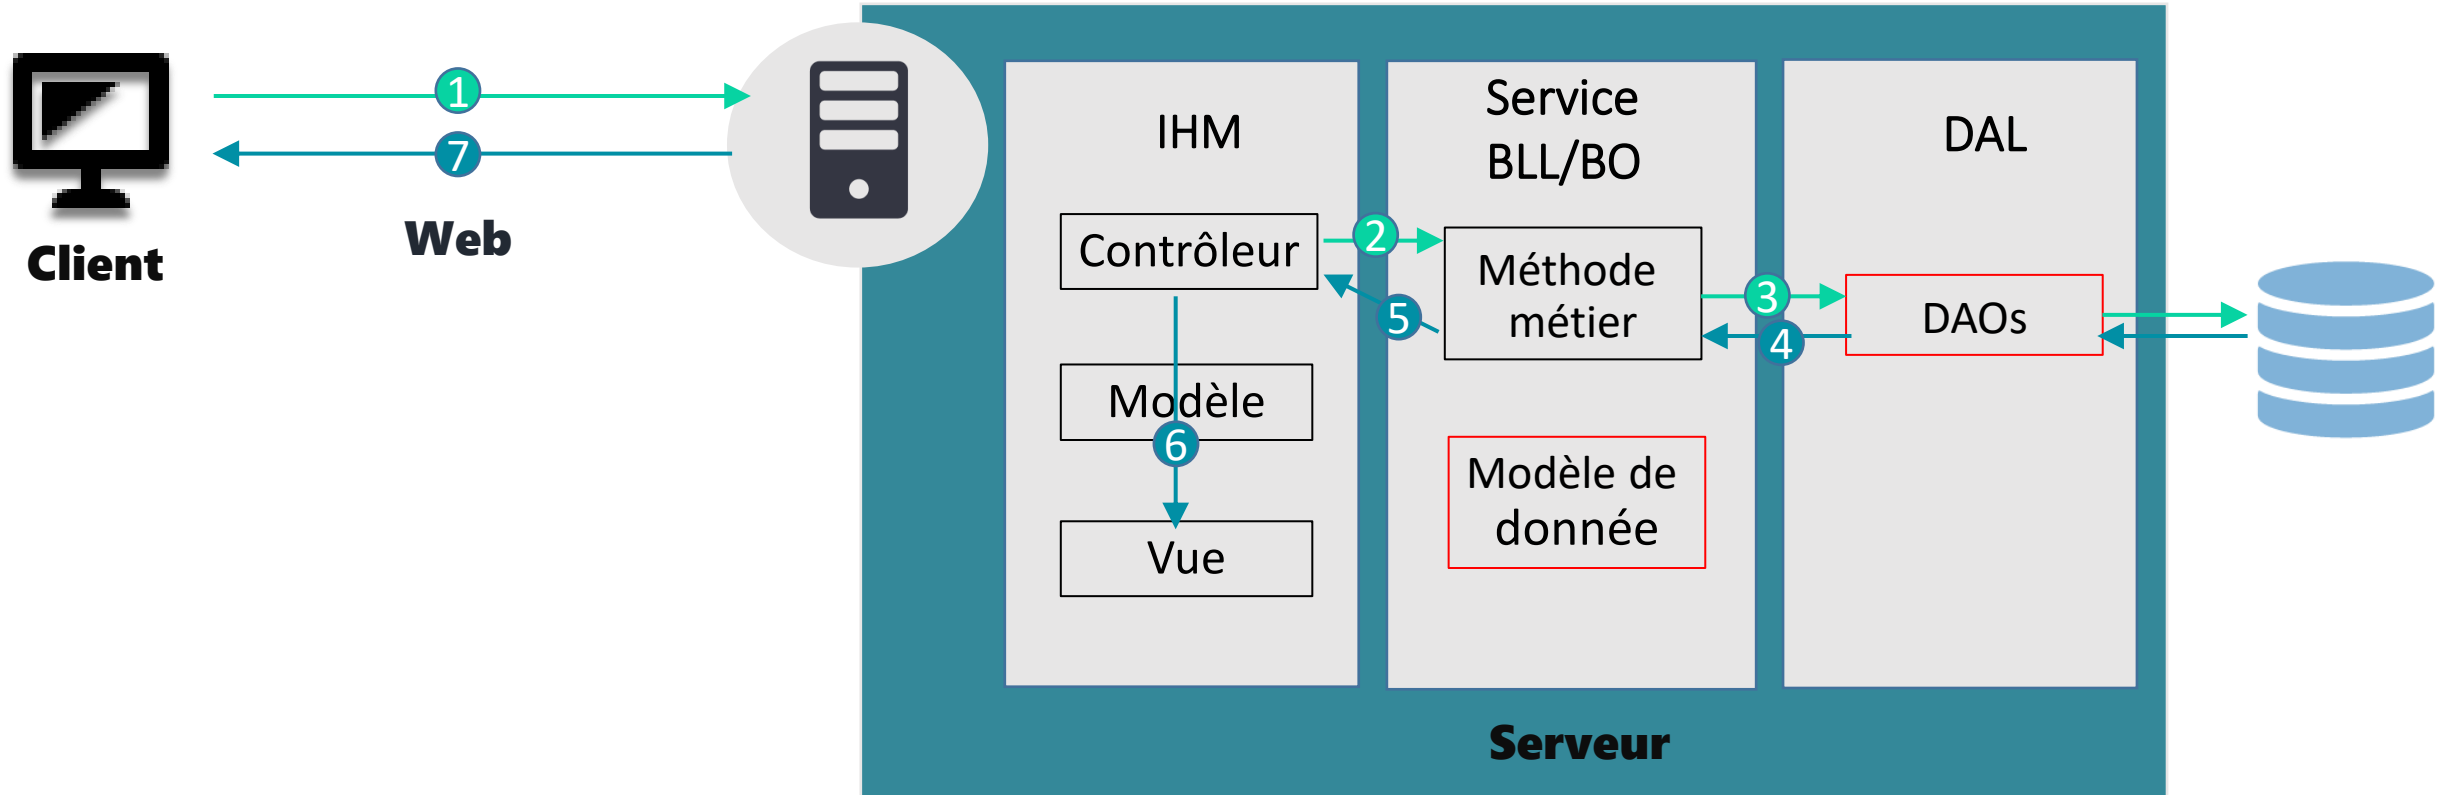 1
7
Client
Web
IHM
Contrôleur
Modèle
6
Vue
2
5
Service
BLL/BO
Méthode
métier
Modèle de
donnée
3
4
DAL
DAOs
Serveur